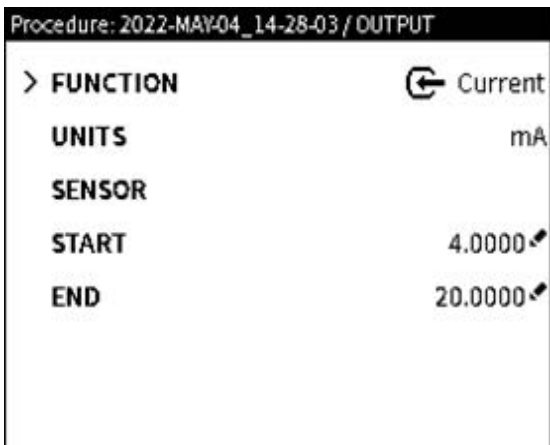 Procedure: 2022-MAY-04_14-28-03 / OUTPUT
> FUNCTION Current
UNITS mA
SENSOR
START 4.0000
END 20.0000